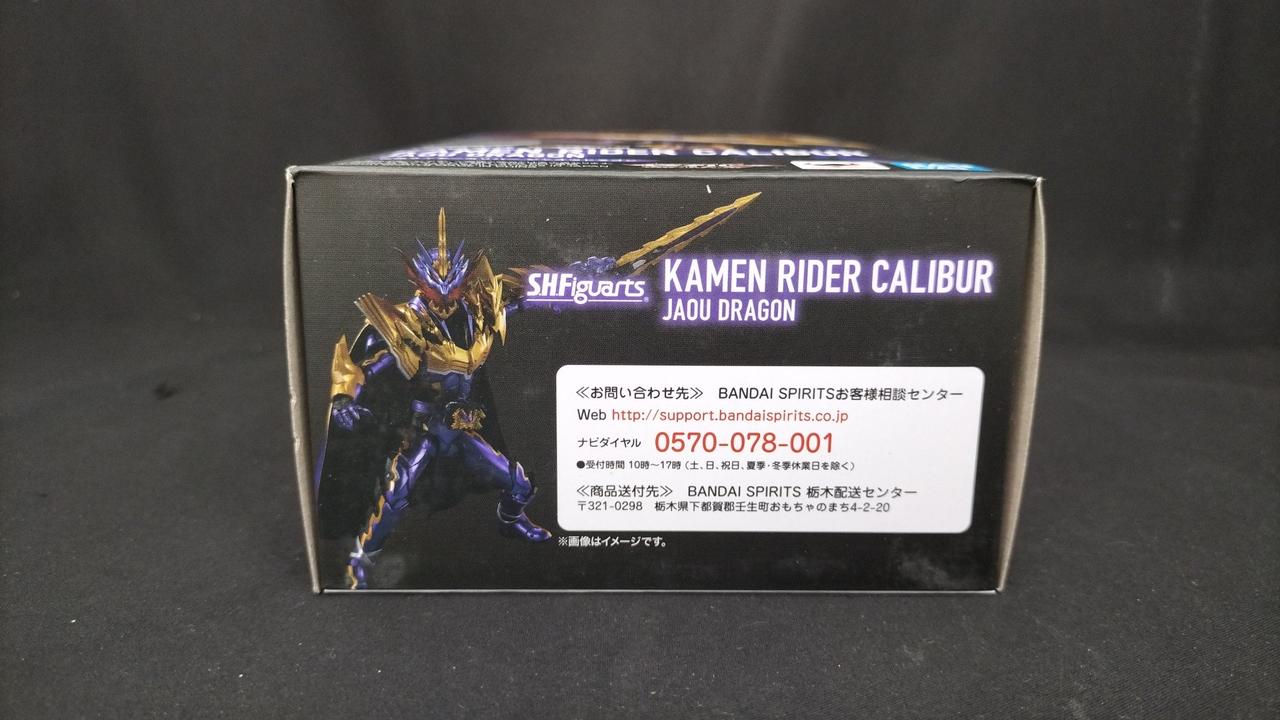 KAMEN RIDER CALIBUR
S.H.Figuarts
KAMEN RIDER CALIBUR
JAOU DRAGON
≪お問い合わせ先≫ BANDAI SPIRITSお客様相談センター
Web http://support.bandaispirits.co.jp
ナビダイヤル 0570-078-001
●受付時間 10時~17時 (土、日、祝日、夏季・冬季休業日を除く)
≪商品送付先≫ BANDAI SPIRITS 栃木配送センター
〒321-0298 栃木県下都賀郡壬生町おもちゃのまち4-2-20
※画像はイメージです。